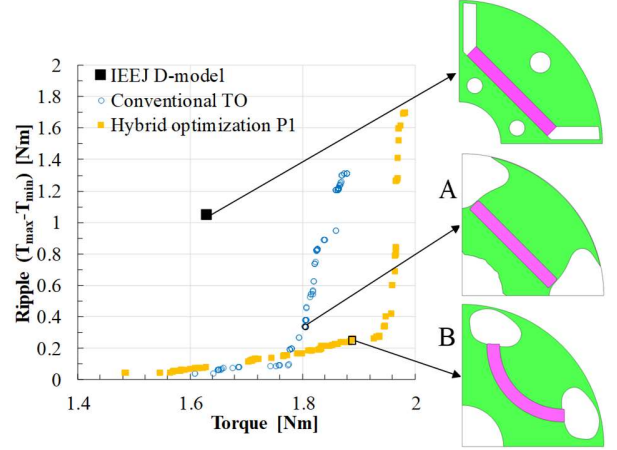 IEEJ D-model
Conventional TO
Hybrid optimization P1
Ripple (Tmax-Tmin) [Nm]
2
1.8
1.6
1.4
1.2
1
0.8
0.6
0.4
0.2
0
1.4
1.6
1.8
2
Torque [Nm]
A
B